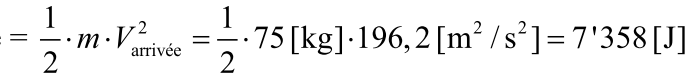 = 1/2 · m · V²arrivée = 1/2 · 75 [kg] · 196,2 [m² / s²] = 7'358 [J]